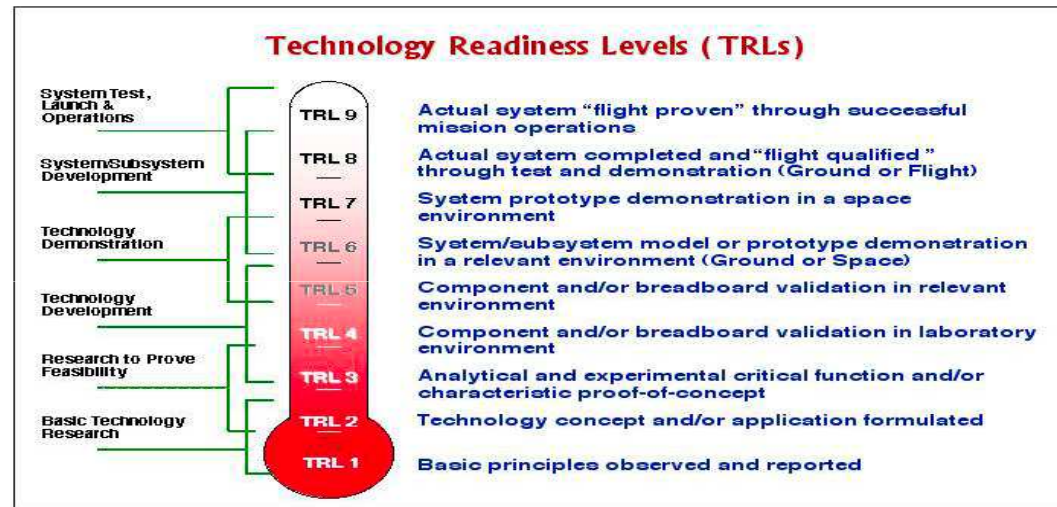 Technology Readiness Levels (TRLs)
System Test,
Launch &
Operations
System/Subsystem
Development
Technology
Demonstration
Technology
Development
Research to Prove
Feasibility
Basic Technology
Research
TRL 9
TRL 8
TRL 7
TRL 6
TRL 5
TRL 4
TRL 3
TRL 2
TRL 1
Actual system “flight proven” through successful
mission operations
Actual system completed and “flight qualified ”
through test and demonstration (Ground or Flight)
System prototype demonstration in a space
environment
System/subsystem model or prototype demonstration
in a relevant environment (Ground or Space)
Component and/or breadboard validation in relevant
environment
Component and/or breadboard validation in laboratory
environment
Analytical and experimental critical function and/or
characteristic proof-of-concept
Technology concept and/or application formulated
Basic principles observed and reported